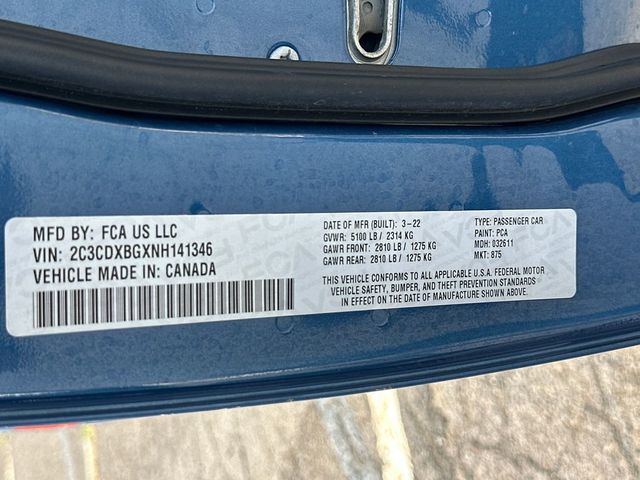 MFD BY: FCA US LLC
VIN: 2C3CDXBGXNH141346
VEHICLE MADE IN: CANADA
DATE OF MFR (BUILT): 3-22
GVWR: 5100 LB/ 2314 KG
GAWR FRONT: 2810 LB/ 1275 KG
GAWR REAR: 2810 LB/ 1275 KG
TYPE: PASSENGER CAR
PAINT: PCA
MDH: 032611
MKT: 875
THIS VEHICLE CONFORMS TO ALL APPLICABLE U.S.A. FEDERAL MOTOR
VEHICLE SAFETY, BUMPER, AND THEFT PREVENTION STANDARDS
IN EFFECT ON THE DATE OF MANUFACTURE SHOWN ABOVE.